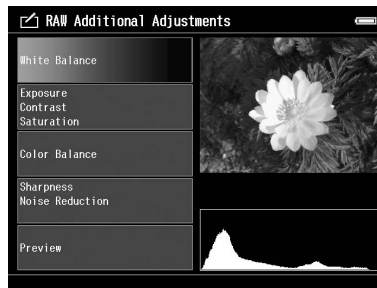 RAW Additional Adjustments
White Balance
Exposure
Contrast
Saturation
Color Balance
Sharpness
Noise Reduction
Preview